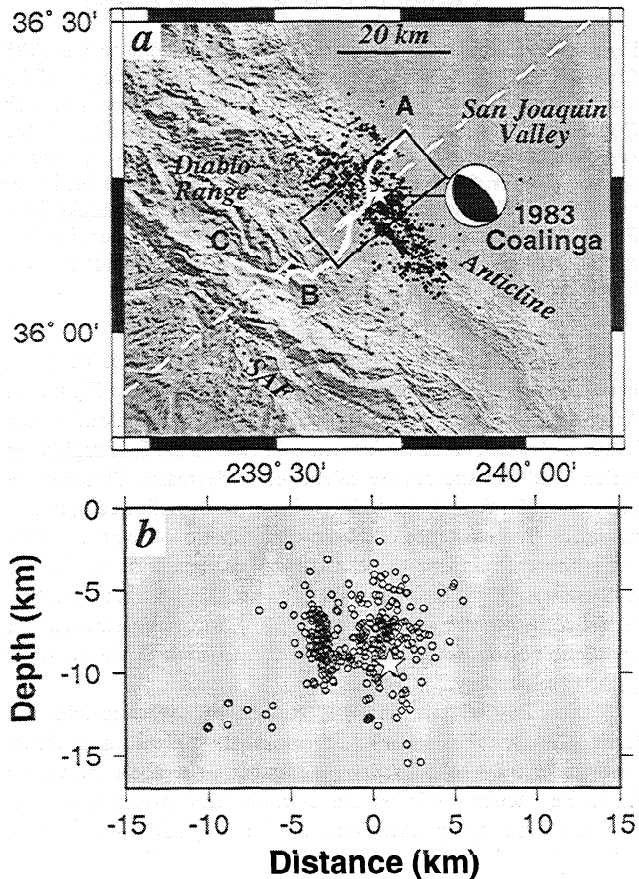 36° 30'
a
20 km
A
San Joaquin
Valley
Diablo
Range
1983
Coalinga
C
Anticline
B
36° 00'
SAF
239° 30'
240° 00'
b
0
-5
-10
-15
Depth (km)
-15
-10
-5
0
5
10
15
Distance (km)